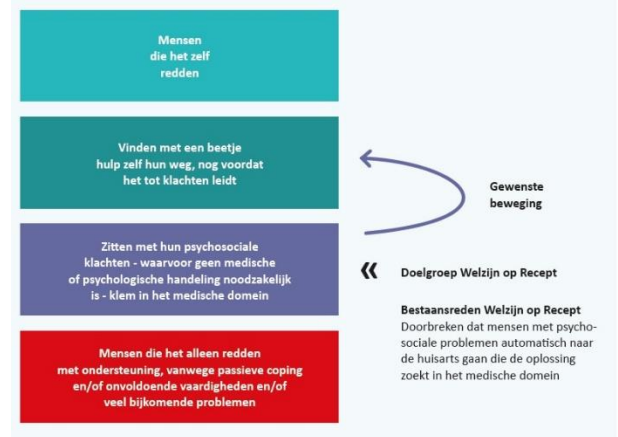 Mensen
die het zelf
redden
Vinden met een beetje
hulp zelf hun weg, nog voordat
het tot klachten leidt
Gewenste
beweging
Zitten met hun psychosociale
klachten - waarvoor geen medische
of psychologische handeling noodzakelijk
is - klem in het medische domein
« Doelgroep Welzijn op Recept
Bestaansreden Welzijn op Recept
Doorbreken dat mensen met psycho-
sociale problemen automatisch naar
de huisarts gaan die de oplossing
zoekt in het medische domein
Mensen die het alleen redden
met ondersteuning, vanwege passieve coping
en/of onvoldoende vaardigheden en/of
veel bijkomende problemen